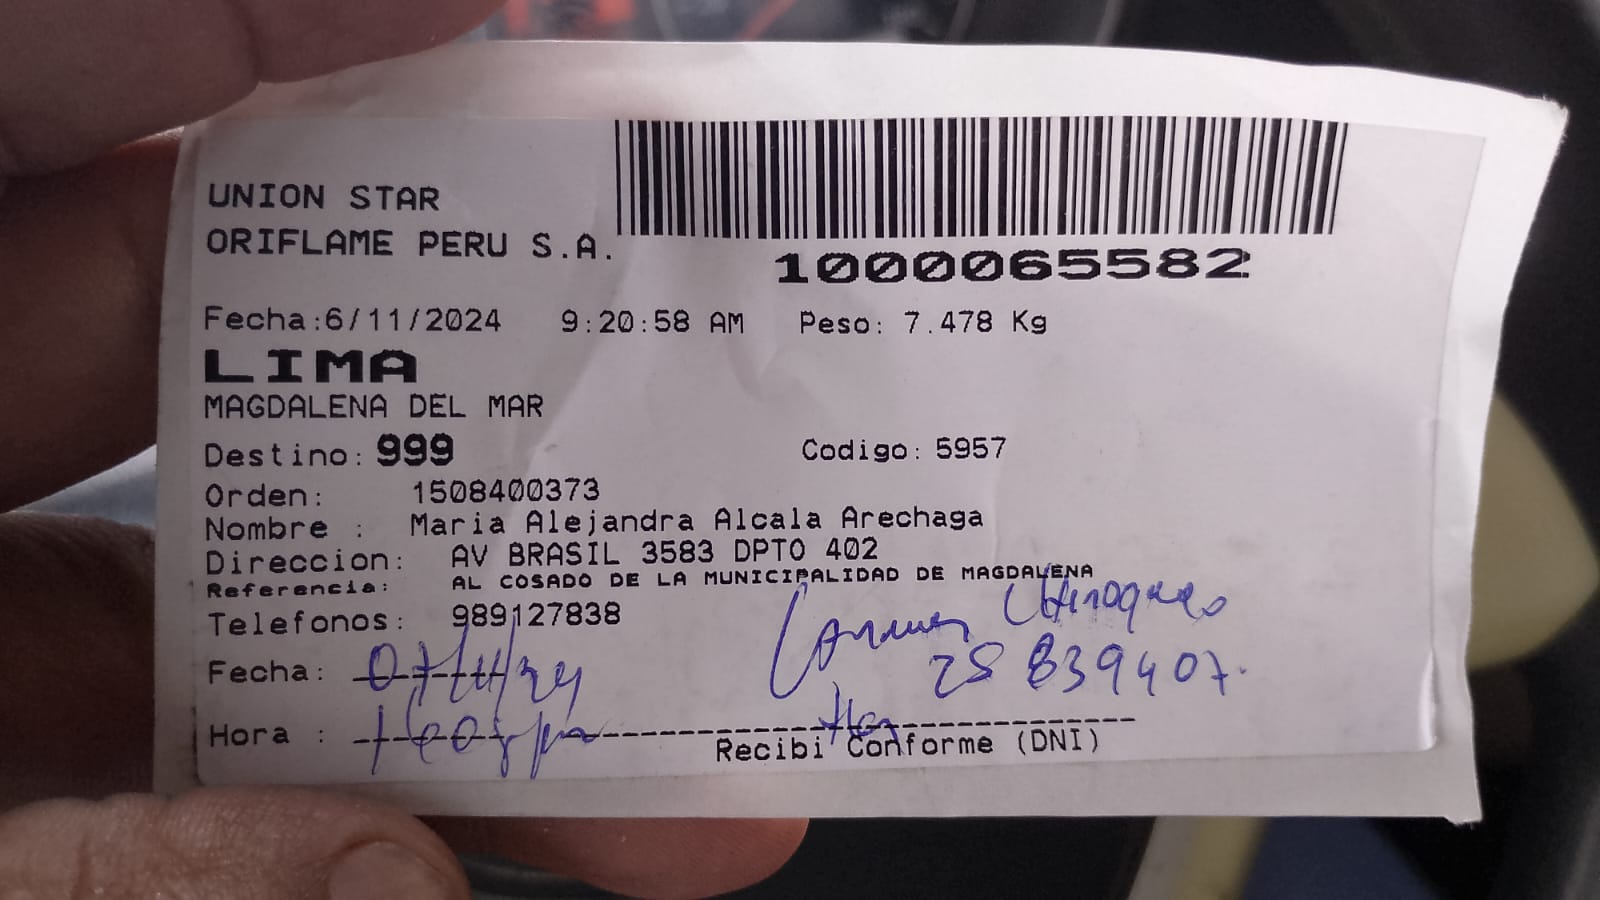 UNION STAR
ORIFLAME PERU S.A.
1000065582
Fecha:6/11/2024 9:20:58 AM Peso: 7.478 Kg
LIMA
MAGDALENA DEL MAR
Destino: 999 Codigo: 5957
Orden: 1508400373
Nombre : Maria Alejandra Alcala Arechaga
Direccion: AV BRASIL 3583 DPTO 402
Referencia: AL COSADO DE LA MUNICIPALIDAD DE MAGDALENA
Telefonos: 989127838
Carmen
Fecha: 07/11/24 25839407.
Hora :
Recibi Conforme (DNI)